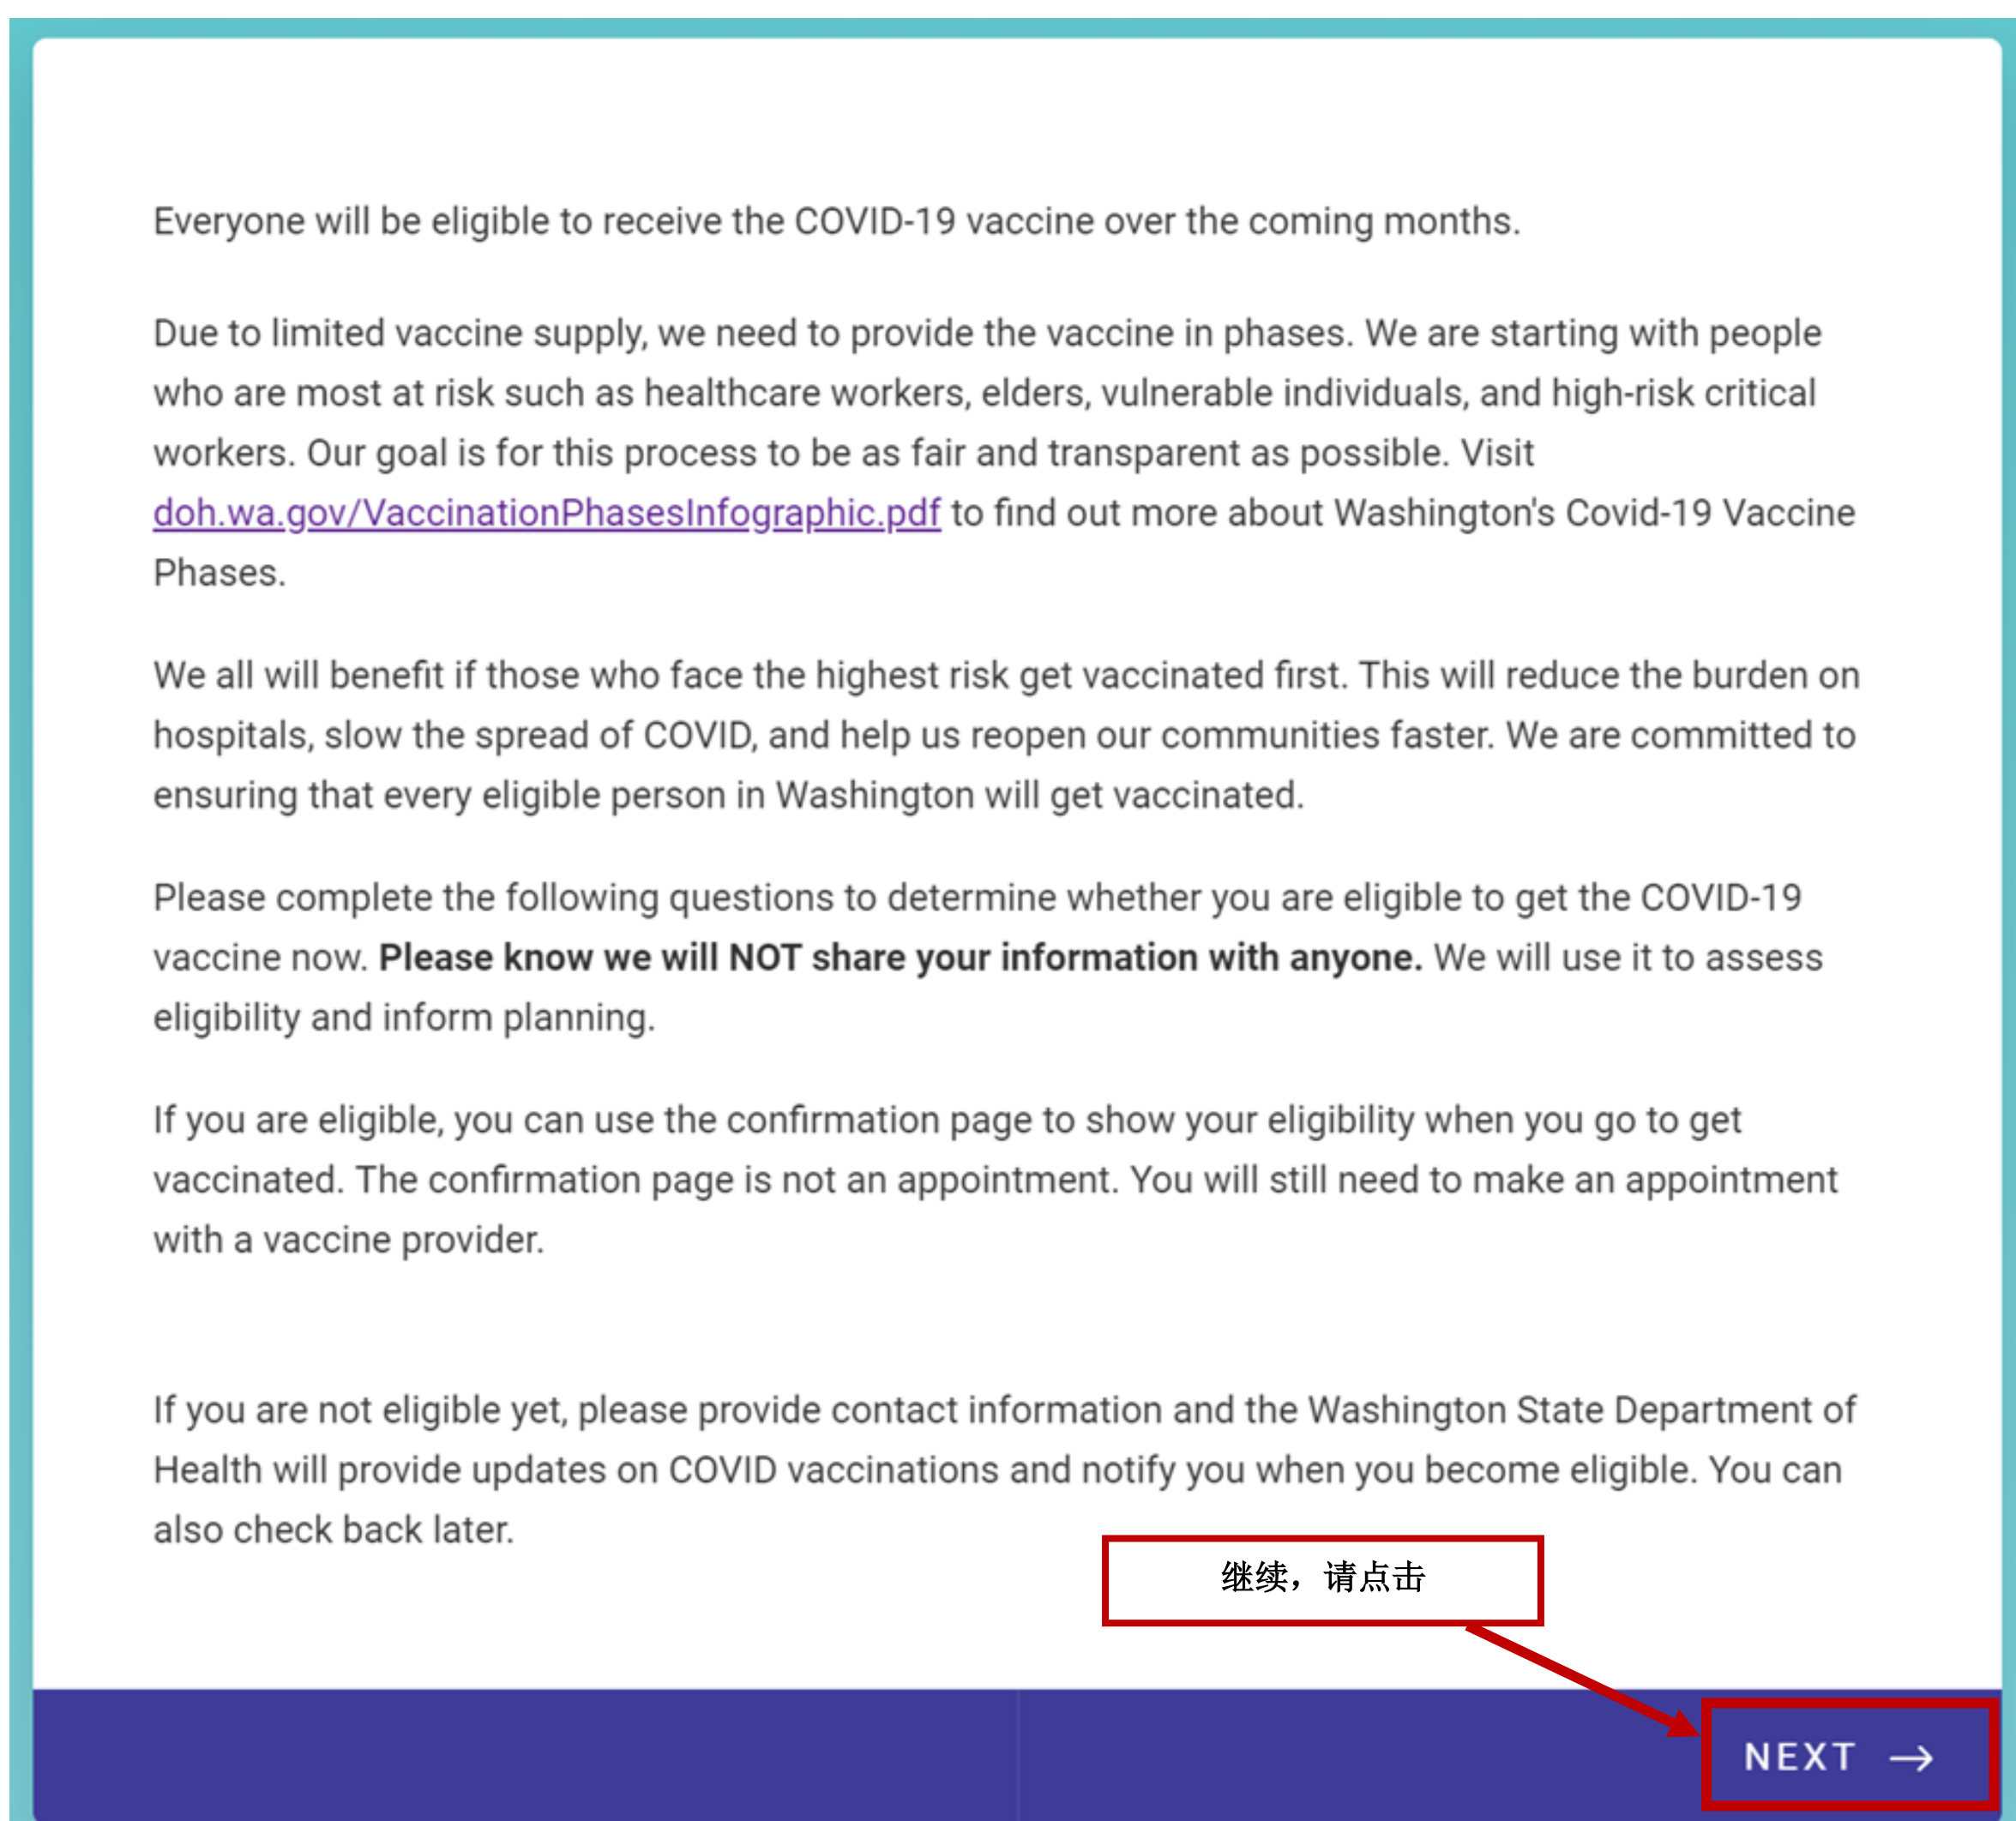 Everyone will be eligible to receive the COVID-19 vaccine over the coming months.
Due to limited vaccine supply, we need to provide the vaccine in phases. We are starting with people
who are most at risk such as healthcare workers, elders, vulnerable individuals, and high-risk critical
workers. Our goal is for this process to be as fair and transparent as possible. Visit
doh.wa.gov/VaccinationPhasesInfographic.pdf to find out more about Washington's Covid-19 Vaccine
Phases.
We all will benefit if those who face the highest risk get vaccinated first. This will reduce the burden on
hospitals, slow the spread of COVID, and help us reopen our communities faster. We are committed to
ensuring that every eligible person in Washington will get vaccinated.
Please complete the following questions to determine whether you are eligible to get the COVID-19
vaccine now. Please know we will NOT share your information with anyone. We will use it to assess
eligibility and inform planning.
If you are eligible, you can use the confirmation page to show your eligibility when you go to get
vaccinated. The confirmation page is not an appointment. You will still need to make an appointment
with a vaccine provider.
If you are not eligible yet, please provide contact information and the Washington State Department of
Health will provide updates on COVID vaccinations and notify you when you become eligible. You can
also check back later.
继续，请点击
NEXT →